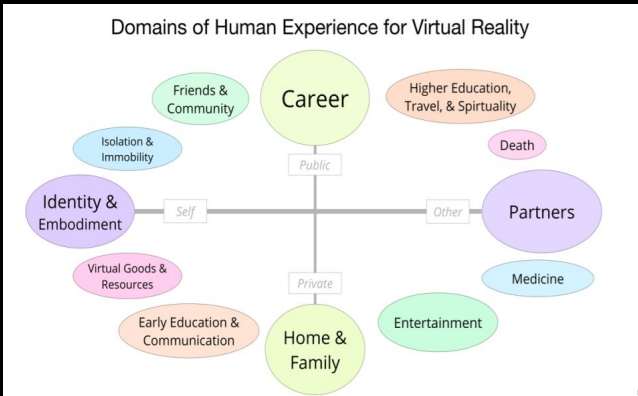 Domains of Human Experience for Virtual Reality
Friends &
Community
Career
Higher Education,
Travel, & Spirtuality
Isolation &
Immobility
Public
Death
Identity &
Embodiment
Self
Other
Partners
Virtual Goods &
Resources
Private
Medicine
Early Education &
Communication
Home &
Family
Entertainment